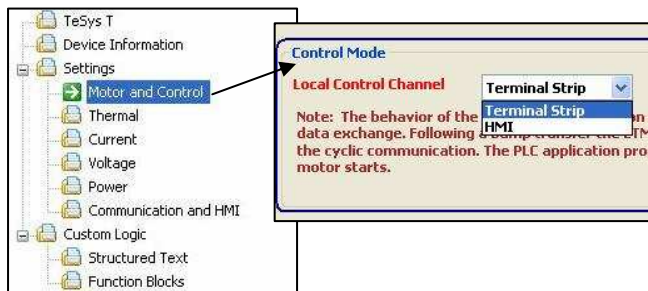 TeSys T
Device Information
Settings
Motor and Control
Thermal
Current
Voltage
Power
Communication and HMI
Custom Logic
Structured Text
Function Blocks
Control Mode
Local Control Channel
Terminal Strip
Terminal Strip
HMI
Note: The behavior of the on
data exchange. Following
the cyclic communication. The PLC application pro
motor starts.